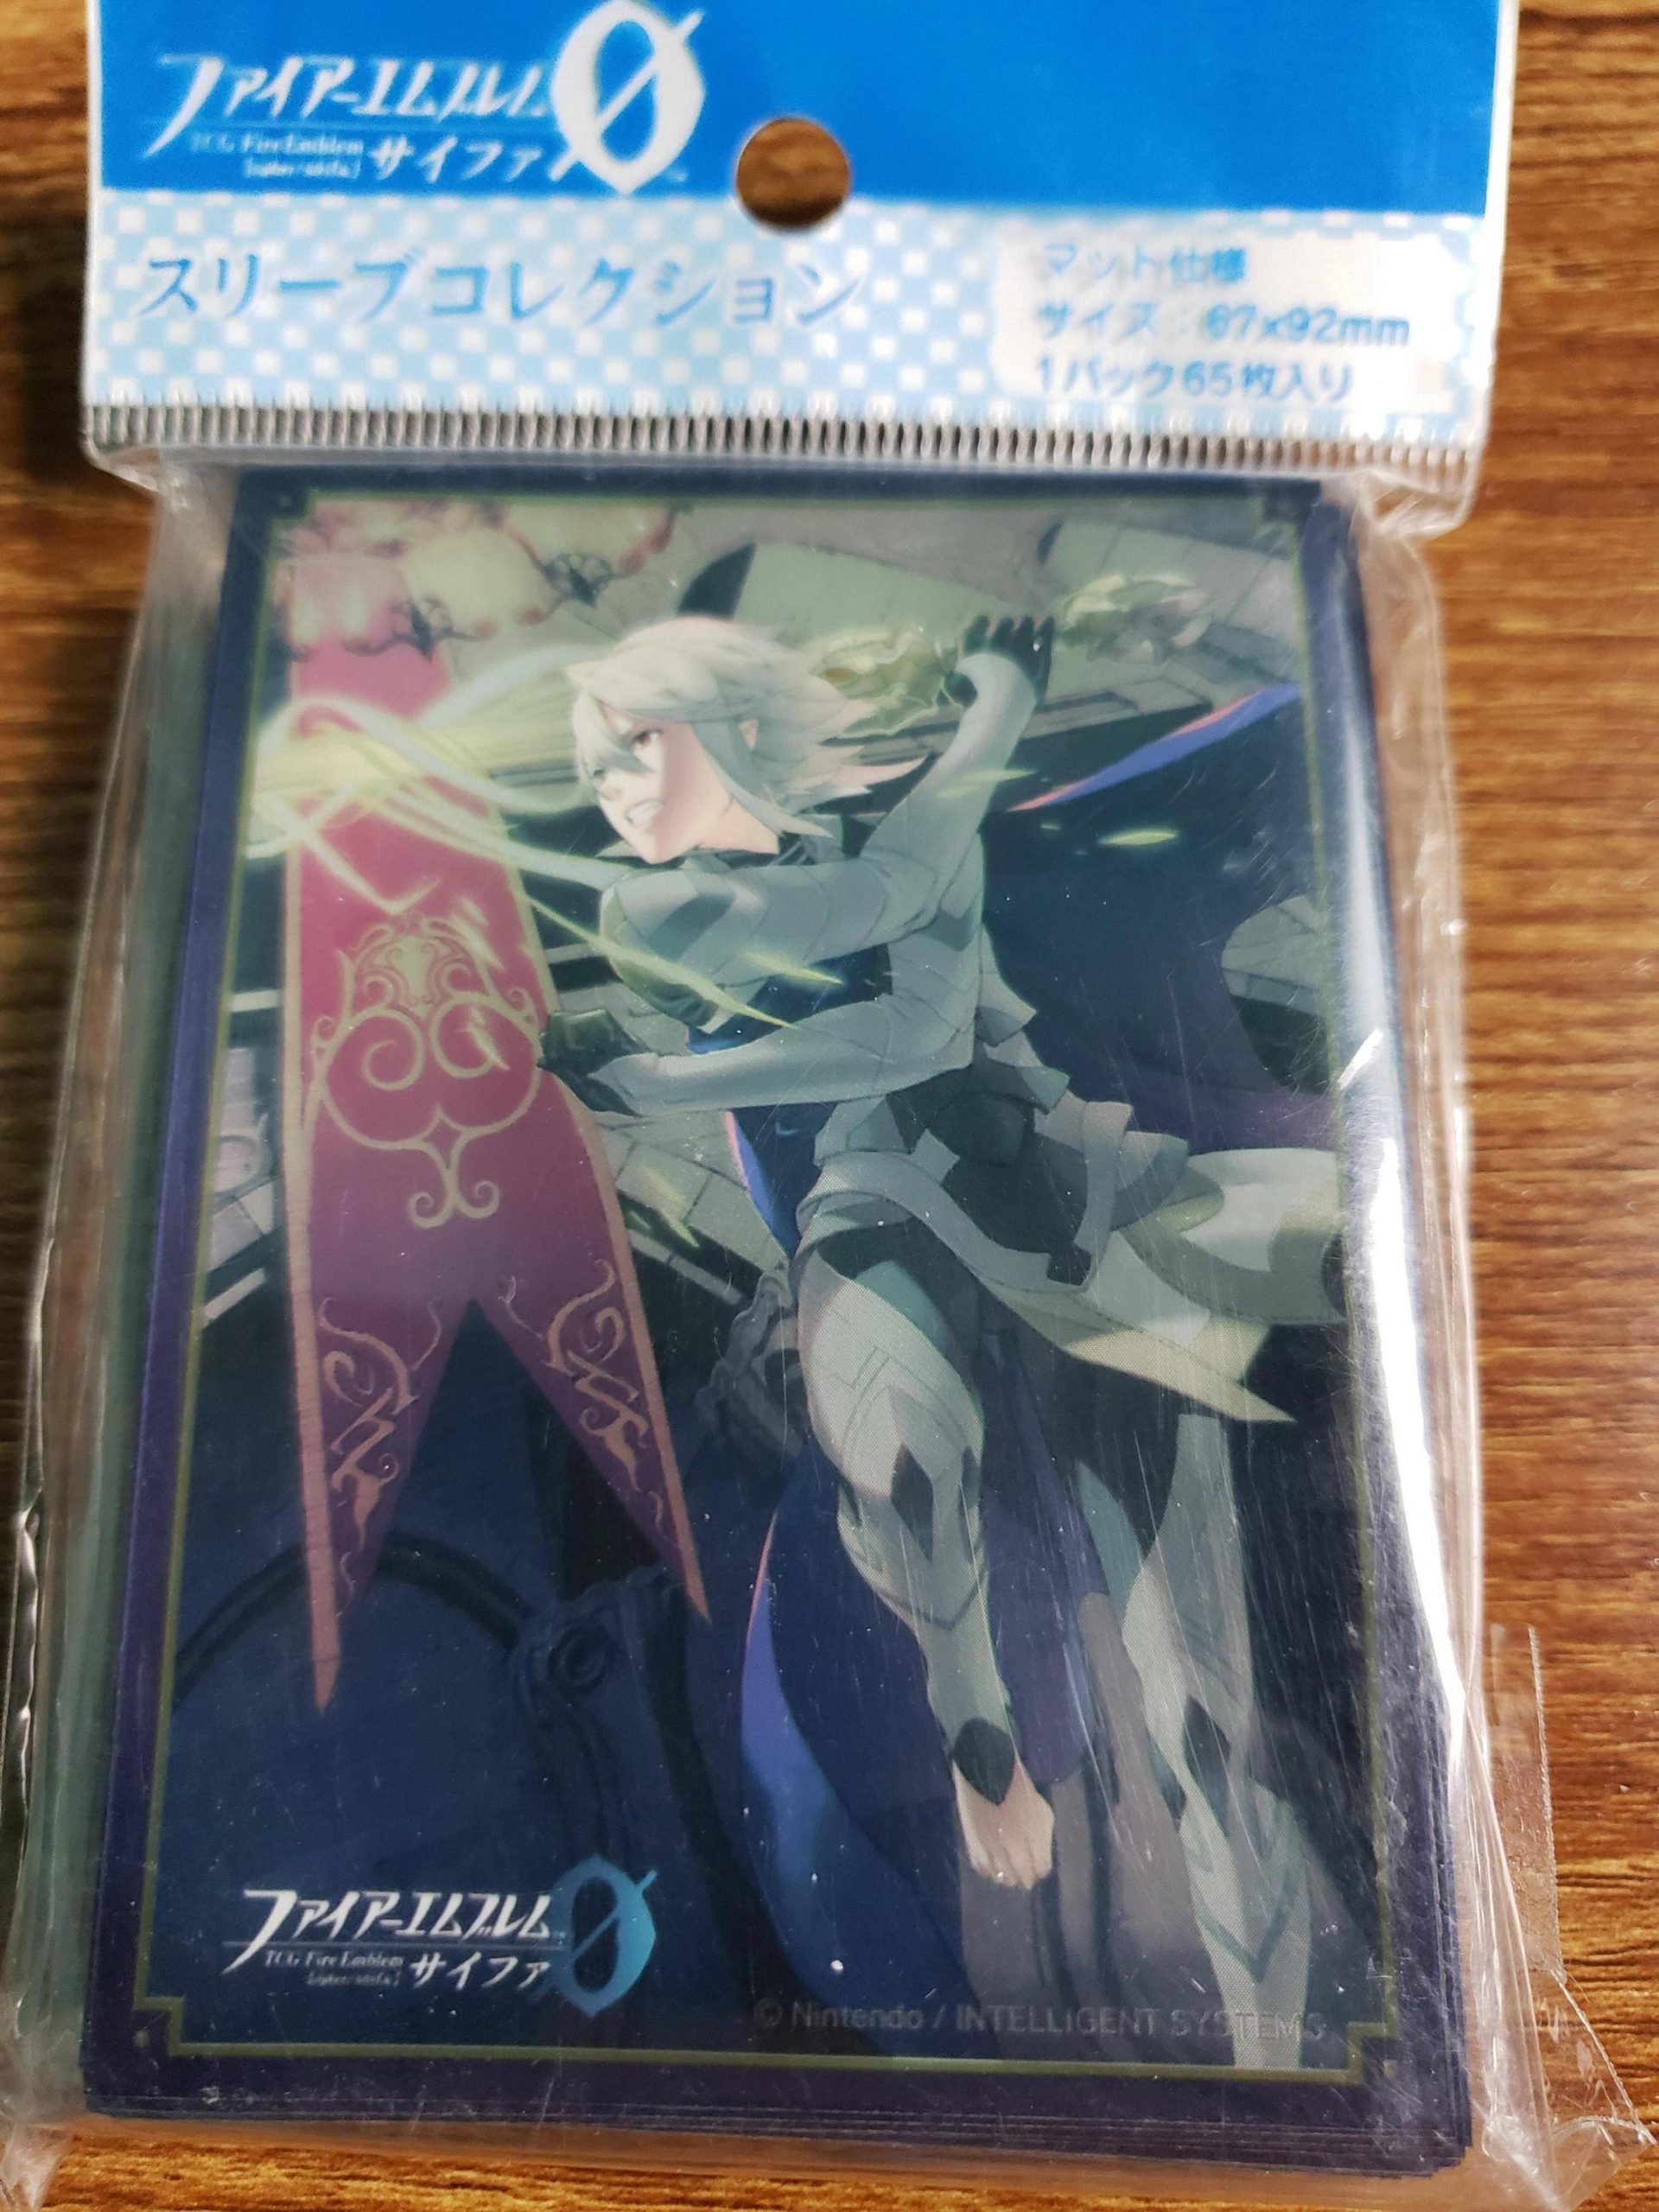 ファイアーエムブレム0
TCG Fire Emblem
サイファ
スリーブコレクション
マット仕様
サイズ：67x92mm
1パック65枚入り
ファイアーエムブレム0
TCG Fire Emblem
サイファ
© Nintendo / INTELLIGENT SYSTEMS